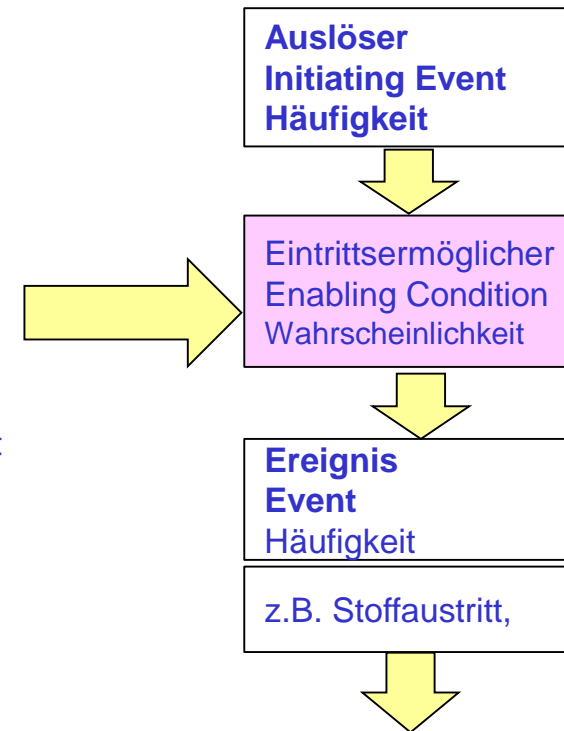 Auslöser
Initiating Event
Häufigkeit
Eintrittsermöglicher
Enabling Condition
Wahrscheinlichkeit
Ereignis
Event
Häufigkeit
z.B. Stoffaustritt,